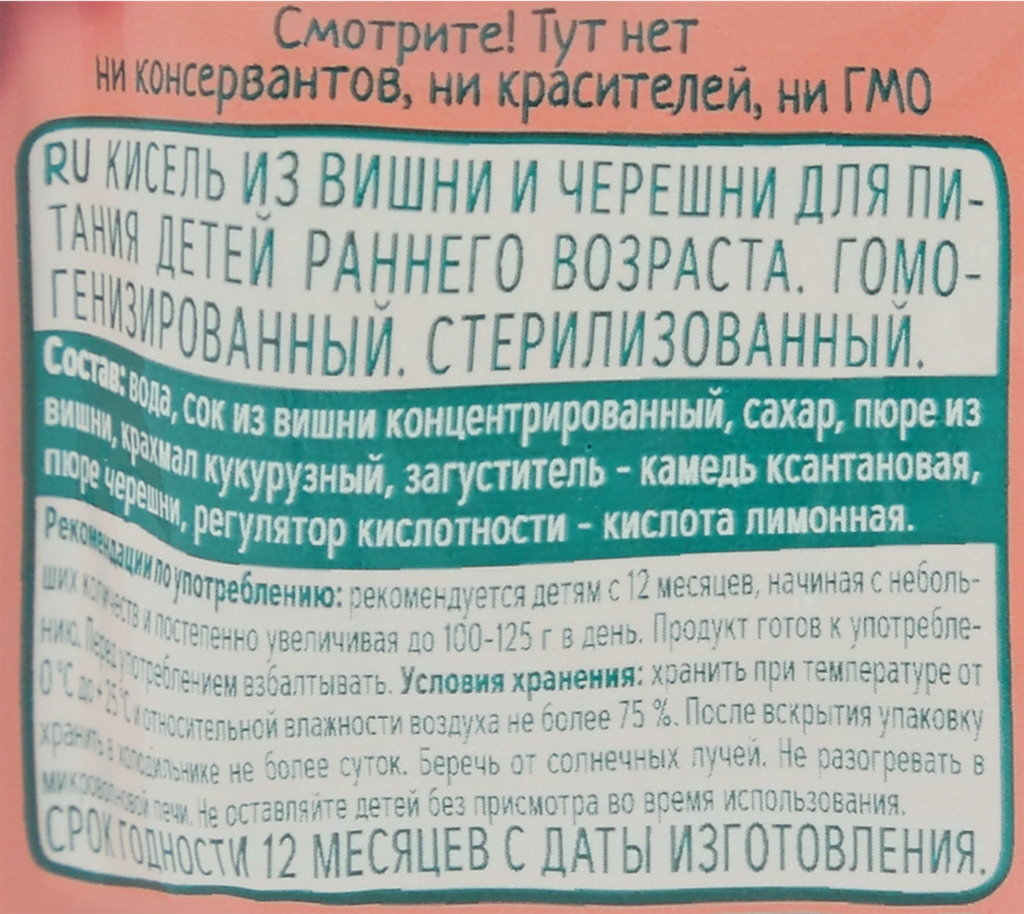 Смотрите! Тут нет
ни консервантов, ни красителей, ни ГМО
RU КИСЕЛЬ ИЗ ВИШНИ И ЧЕРЕШНИ ДЛЯ ПИ-
ТАНИЯ ДЕТЕЙ РАННЕГО ВОЗРАСТА. ГОМО-
ГЕНИЗИРОВАННЫЙ. СТЕРИЛИЗОВАННЫЙ.
Состав: вода, сок из вишни концентрированный, сахар, пюре из
вишни, крахмал кукурузный, загуститель - камедь ксантановая,
пюре черешни, регулятор кислотности - кислота лимонная.
Рекомендации по употреблению: рекомендуется детям с 12 месяцев, начиная с неболь-
ших количеств и постепенно увеличивая до 100-125 г в день. Продукт готов к употребле-
нию. Перед употреблением взбалтывать. Условия хранения: хранить при температуре от
0 °С до + 25 °С и относительной влажности воздуха не более 75 %. После вскрытия упаковку
хранить в холодильнике не более суток. Беречь от солнечных лучей. Не разогревать в
микроволновой печи. Не оставляйте детей без присмотра во время использования.
СРОК ГОДНОСТИ 12 МЕСЯЦЕВ С ДАТЫ ИЗГОТОВЛЕНИЯ.